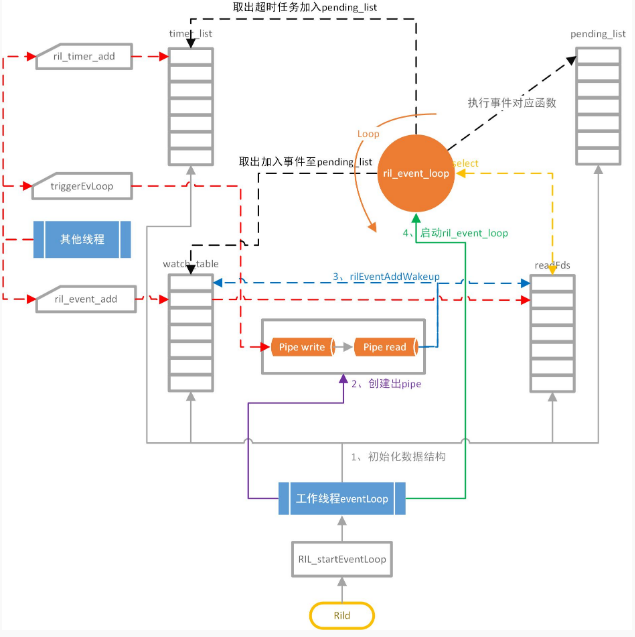 取出超时任务加入pending_list
timer_list
pending_list
ril_timer_add
执行事件对应函数
Loop
取出加入事件至pending_list
select
ril_event_loop
triggerEvLoop
其他线程
4、启动ril_event_loop
watch_table
readFds
3、rilEventAddWakeup
ril_event_add
Pipe write
Pipe read
2、创建出pipe
1、初始化数据结构
工作线程eventLoop
RIL_startEventLoop
Rild